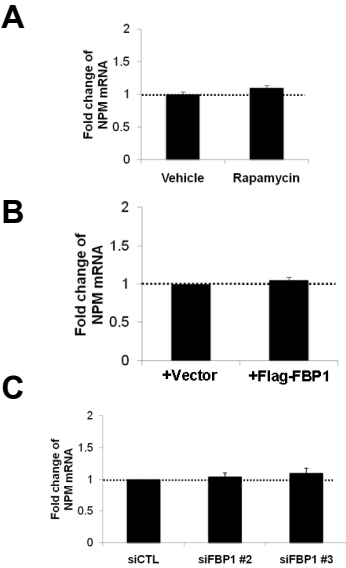 A
Fold change of
NPM mRNA
2
1.5
1
0.5
0
Vehicle
Rapamycin
B
Fold change of
NPM mRNA
2
1.5
1
0.5
0
+Vector
+Flag-FBP1
C
Fold change of
NPM mRNA
2
1.5
1
0.5
0
siCTL
siFBP1 #2
siFBP1 #3